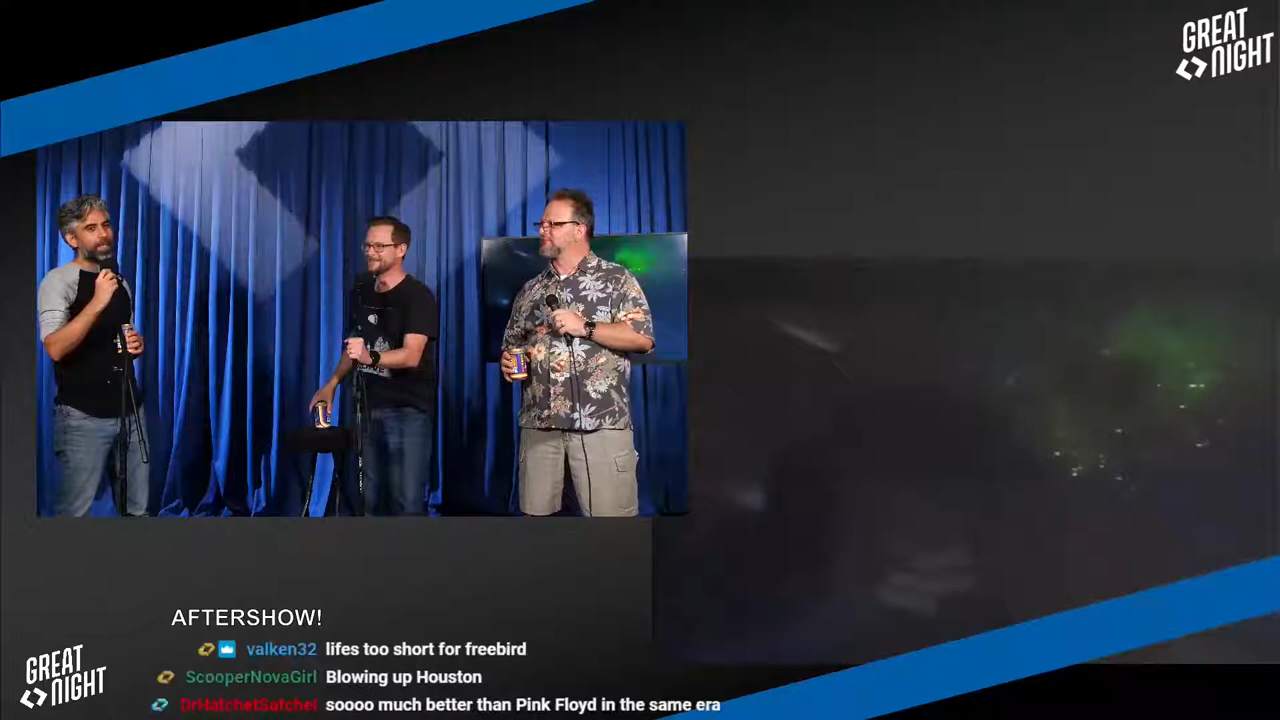 GREAT
NIGHT
AFTERSHOW!
valken32 lifes too short for freebird
ScooperNovaGirl Blowing up Houston
DrHatchetSatchel soooo much better than Pink Floyd in the same era
GREAT
NIGHT